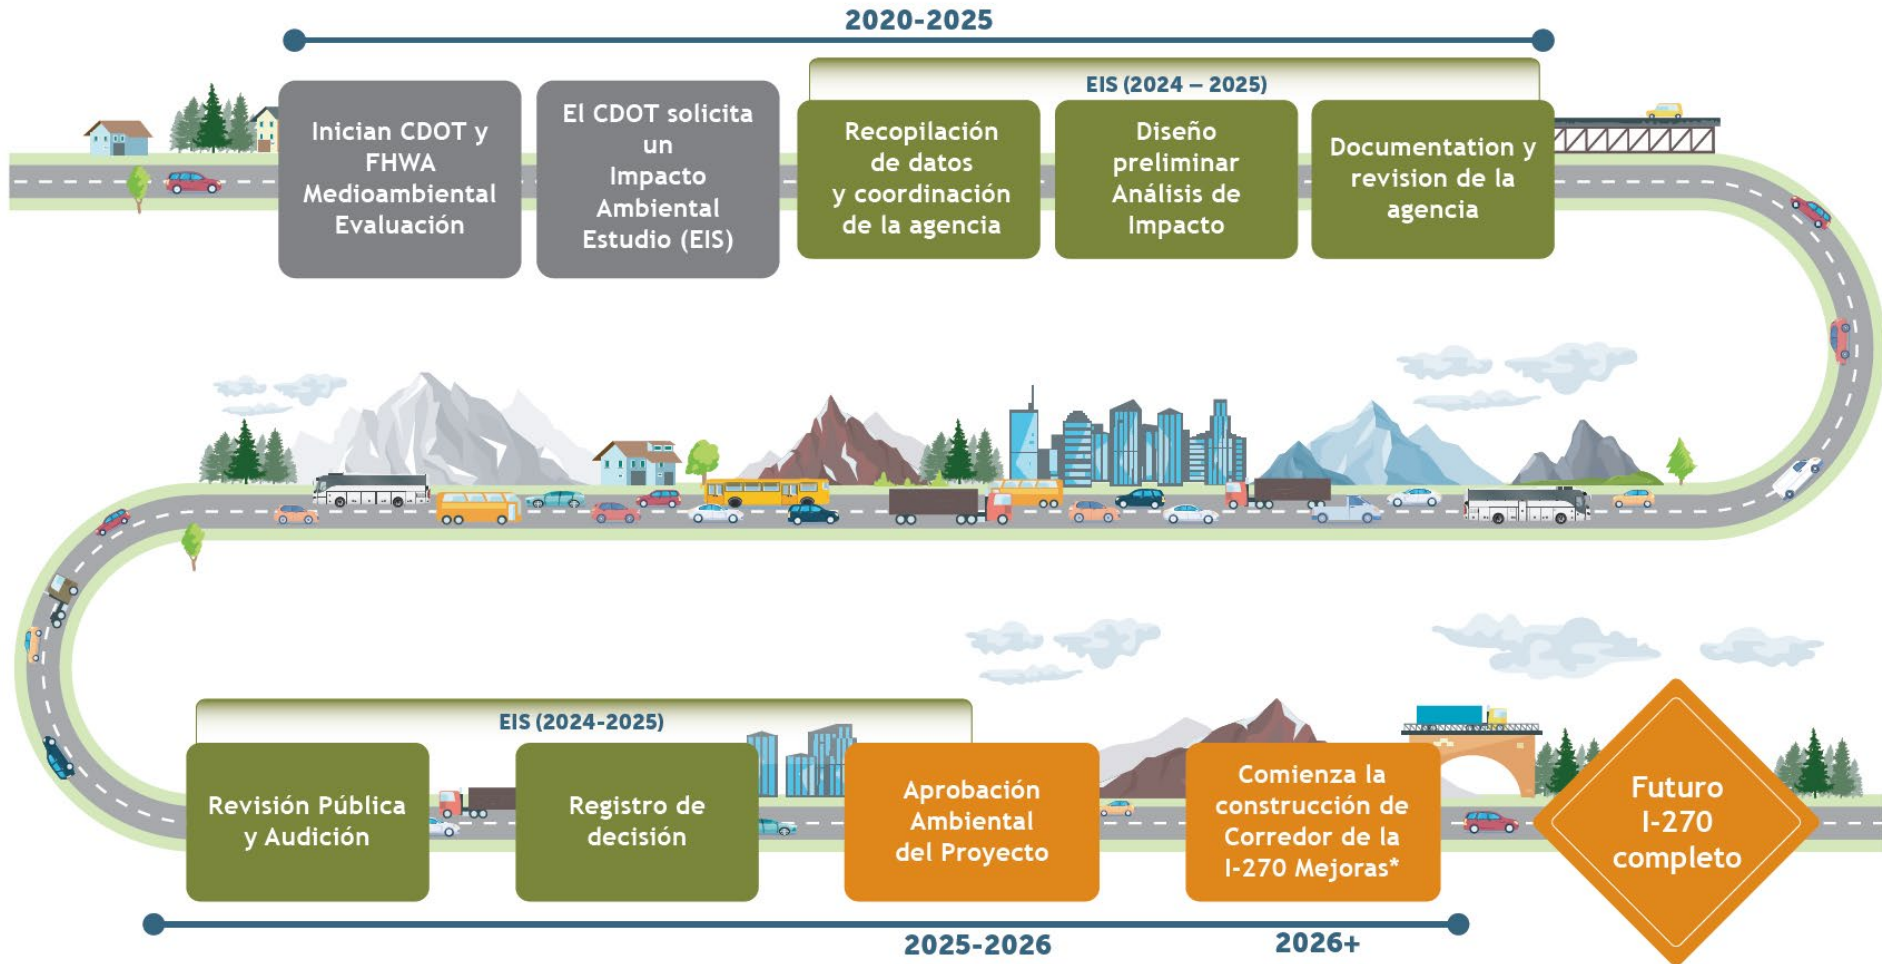 2020-2025
Inician CDOT y
FHWA
Medioambiental
Evaluación
El CDOT solicita
un
Impacto
Ambiental
Estudio (EIS)
EIS (2024 – 2025)
Recopilación
de datos
y coordinación
de la agencia
Diseño
preliminar
Análisis de
Impacto
Documentation y
revision de la
agencia
EIS (2024-2025)
Revisión Pública
y Audición
Registro de
decisión
Aprobación
Ambiental
del Proyecto
Comienza la
construcción de
Corredor de la
I-270 Mejoras*
Futuro
I-270
completo
2025-2026
2026+